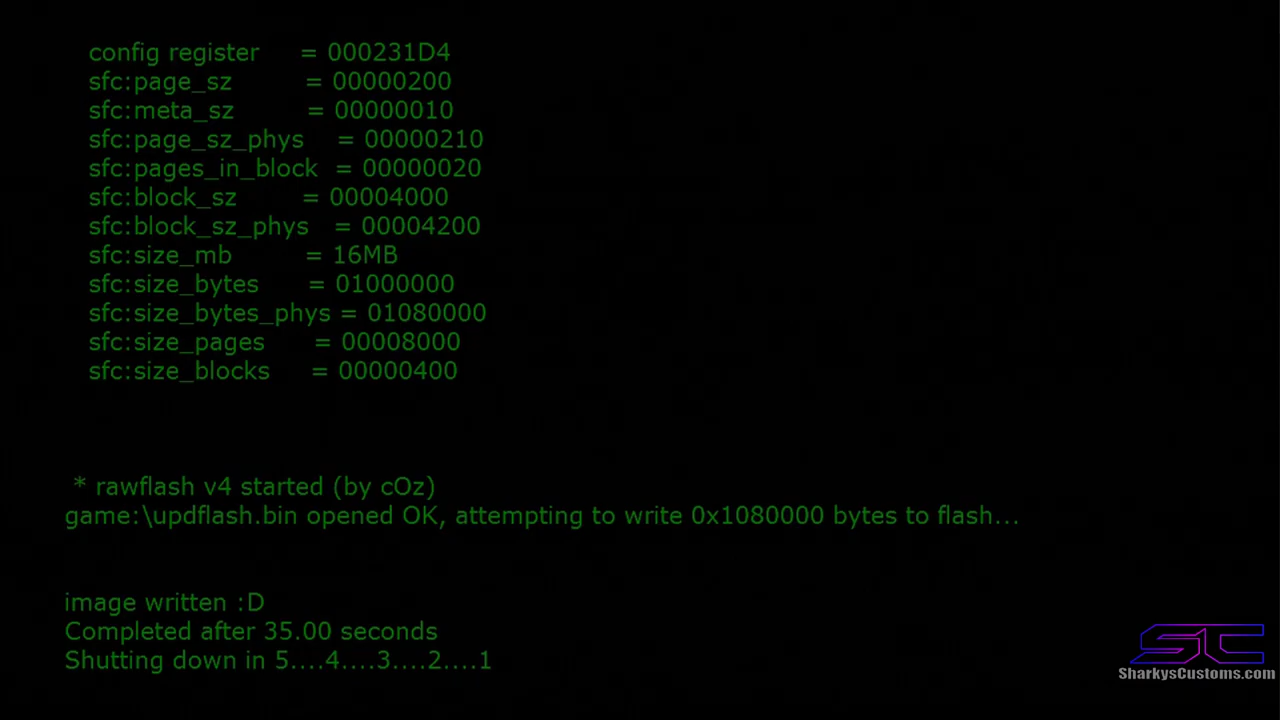 config register = 000231D4
sfc:page_sz = 00000200
sfc:meta_sz = 00000010
sfc:page_sz_phys = 00000210
sfc:pages_in_block = 00000020
sfc:block_sz = 00004000
sfc:block_sz_phys = 00004200
sfc:size_mb = 16MB
sfc:size_bytes = 01000000
sfc:size_bytes_phys = 01080000
sfc:size_pages = 00008000
sfc:size_blocks = 00000400
* rawflash v4 started (by cOz)
game:\updflash.bin opened OK, attempting to write 0x1080000 bytes to flash...
image written :D
Completed after 35.00 seconds
Shutting down in 5....4....3....2....1
SC
SharkysCustoms.com